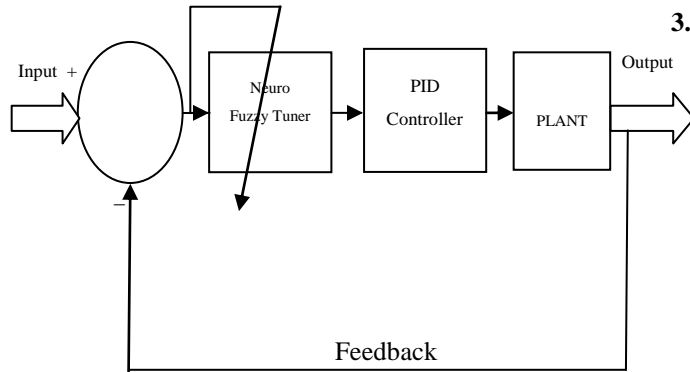 3.
Input +
Output
Neuro
Fuzzy Tuner
PID
Controller
PLANT
–
Feedback